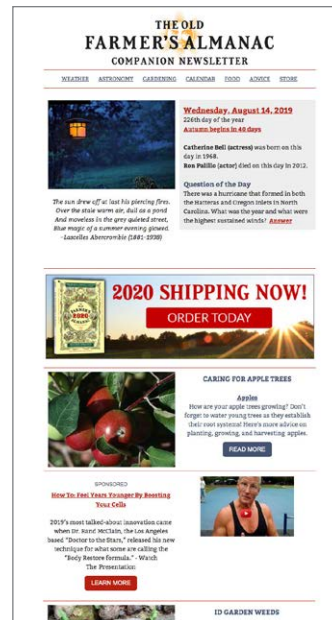 THE OLD
FARMER'S ALMANAC
COMPANION NEWSLETTER
WEATHER ASTRONOMY GARDENING CALENDAR FOOD ADVICE STORE
Wednesday, August 14, 2019
226th day of the year
Autumn begins in 40 days
Catherine Bell (actress) was born on this
day in 1968.
Ron Palillo (actor) died on this day in 2012.
Question of the Day
There was a hurricane that formed in both
the Hatteras and Oregon Inlets in North
Carolina. What was the year and what were
the highest sustained winds? Answer
The sun drew off at last his piercing fires.
Over the stale warm air, dull as a pond
And moveless in the grey quieted street,
Blue magic of a summer evening glowed.
-Lascelles Abercrombie (1881-1938)
FARMER'S
2020
ALMANAC
2020 SHIPPING NOW!
ORDER TODAY
CARING FOR APPLE TREES
Apples
How are your apple trees growing? Don't
forget to water young trees as they establish
their root systems! Here's more advice on
planting, growing, and harvesting apples.
READ MORE
SPONSORED
How To: Feel Years Younger By Boosting
Your Cells
2019's most talked-about innovation came
when Dr. Rand McClain, the Los Angeles
based "Doctor to the Stars," released his new
technique for what some are calling the
"Body Restore formula." - Watch
The Presentation
LEARN MORE
ID GARDEN WEEDS